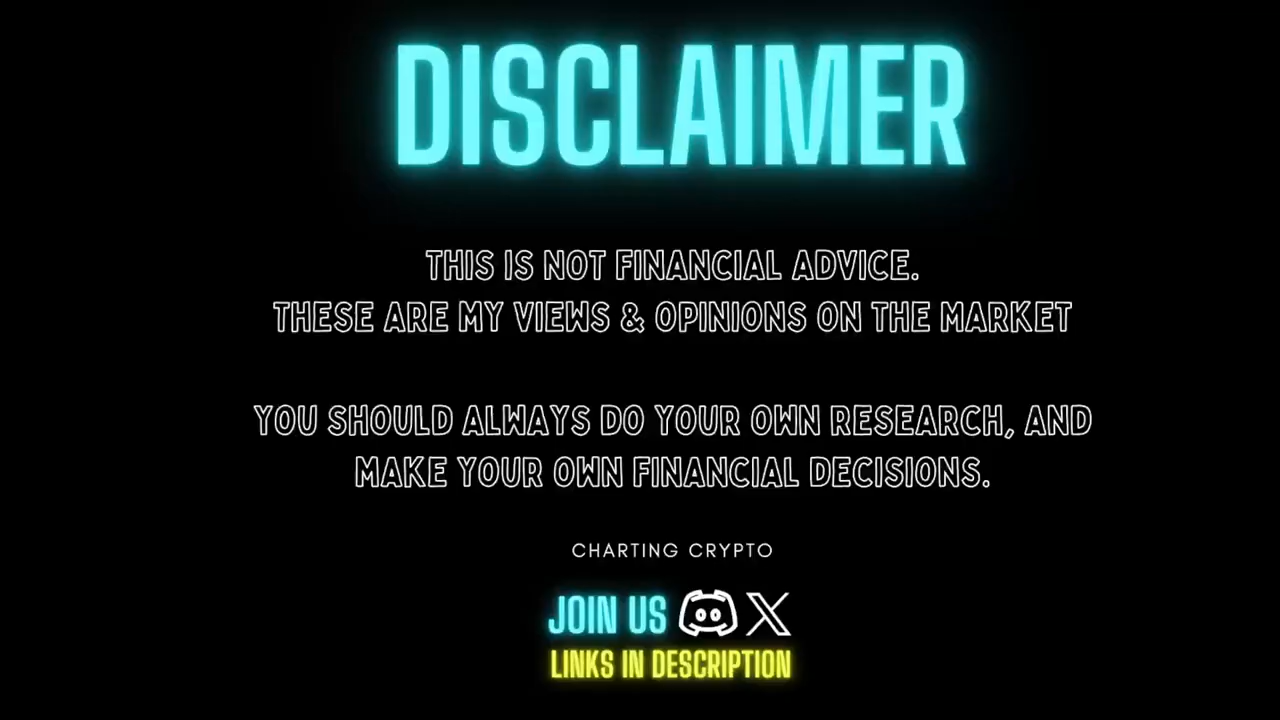 DISCLAIMER
THIS IS NOT FINANCIAL ADVICE.
THESE ARE MY VIEWS & OPINIONS ON THE MARKET
YOU SHOULD ALWAYS DO YOUR OWN RESEARCH, AND
MAKE YOUR OWN FINANCIAL DECISIONS.
CHARTING CRYPTO
JOIN US
LINKS IN DESCRIPTION